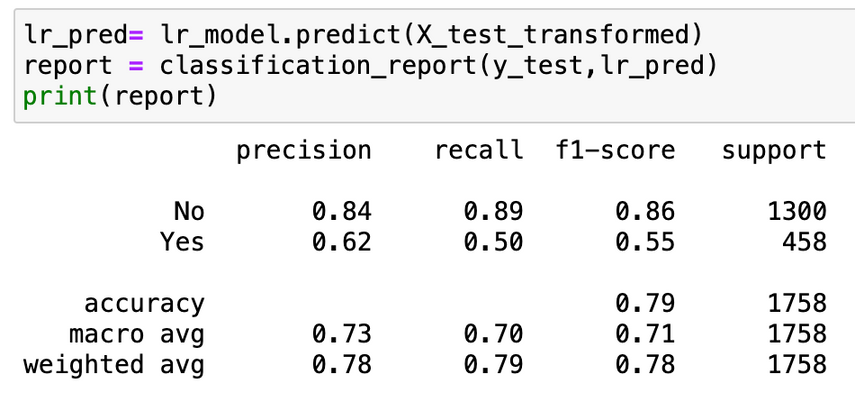 lr_pred= lr_model.predict(X_test_transformed)
report = classification_report(y_test,lr_pred)
print(report)
precision recall f1-score support
No 0.84 0.89 0.86 1300
Yes 0.62 0.50 0.55 458
accuracy 0.79 1758
macro avg 0.73 0.70 0.71 1758
weighted avg 0.78 0.79 0.78 1758